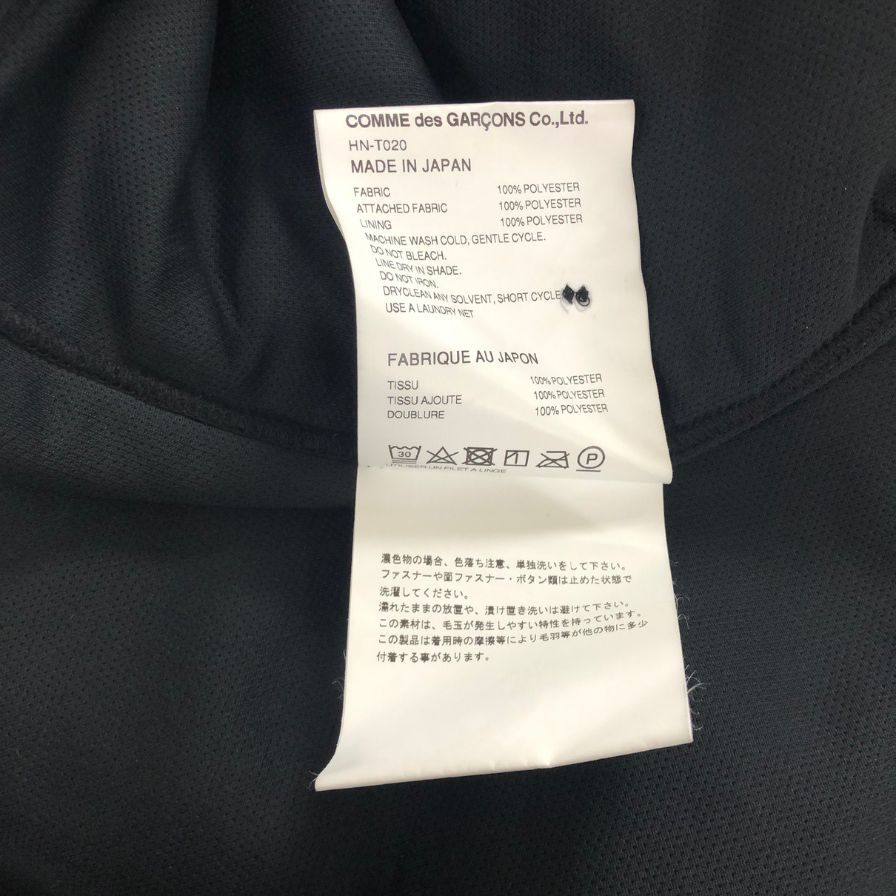 COMME des GARÇONS Co.,Ltd.
HN-T020
MADE IN JAPAN
FABRIC 100% POLYESTER
ATTACHED FABRIC 100% POLYESTER
LINING 100% POLYESTER
MACHINE WASH COLD, GENTLE CYCLE.
DO NOT BLEACH.
LINE DRY IN SHADE.
DO NOT IRON.
DRYCLEAN ANY SOLVENT, SHORT CYCLE
USE A LAUNDRY NET
FABRIQUE AU JAPON
TISSU 100% POLYESTER
TISSU AJOUTE 100% POLYESTER
DOUBLURE 100% POLYESTER
30 P
UTILISER UN FILET A LINGE
濃色物の場合、色落ち注意、単独洗いをして下さい。
ファスナーや面ファスナー・ボタン類は止めた状態で
洗濯してください。
濡れたままの放置や、漬け置き洗いは避けて下さい。
この素材は、毛玉が発生しやすい特性を持っています。
この製品は着用時の摩擦等により毛羽等が他の物に多少
付着する事があります。